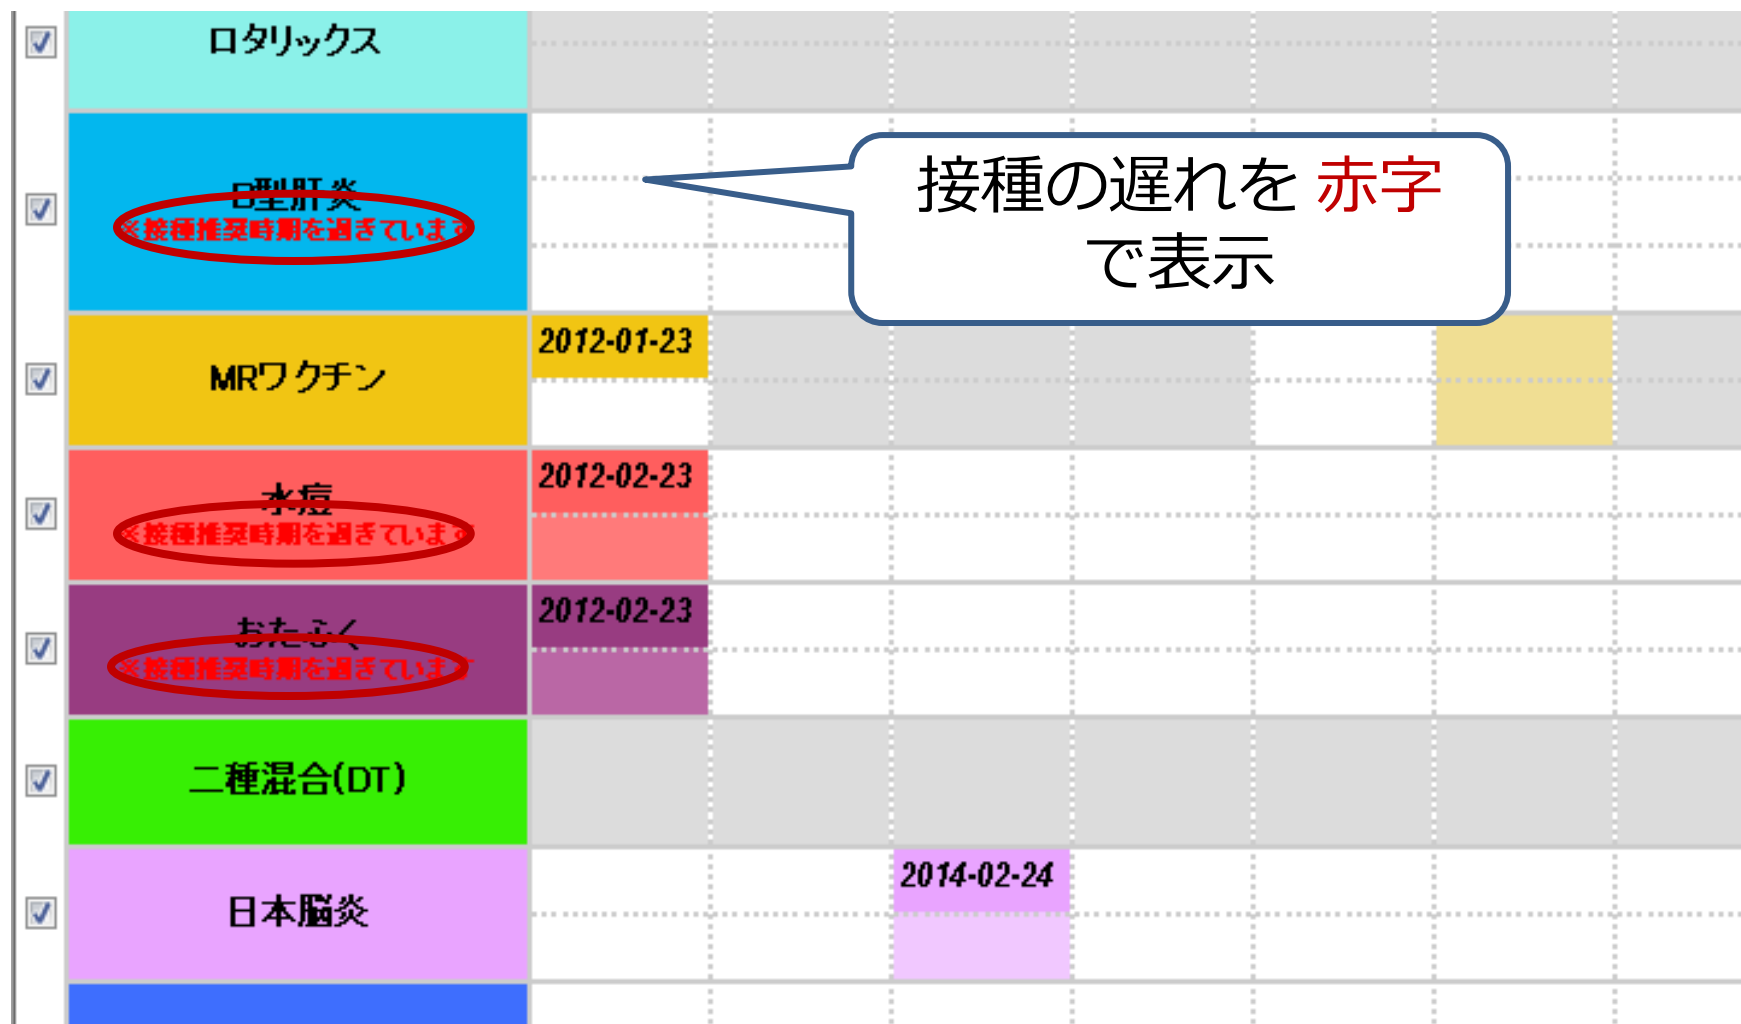 ロタリックス
B型肝炎
※接種推奨時期を過ぎています
接種の遅れを 赤字
で表示
MRワクチン
2012-01-23
水痘
※接種推奨時期を過ぎています
2012-02-23
おたふく
※接種推奨時期を過ぎています
2012-02-23
二種混合(DT)
日本脳炎
2014-02-24